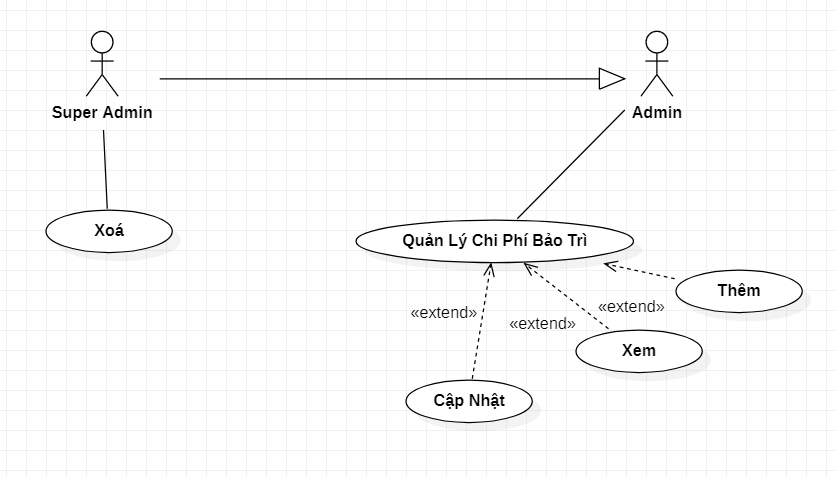 Super Admin
Admin
Xoá
Quản Lý Chi Phí Bảo Trì
Thêm
«extend»
«extend»
«extend»
Xem
Cập Nhật